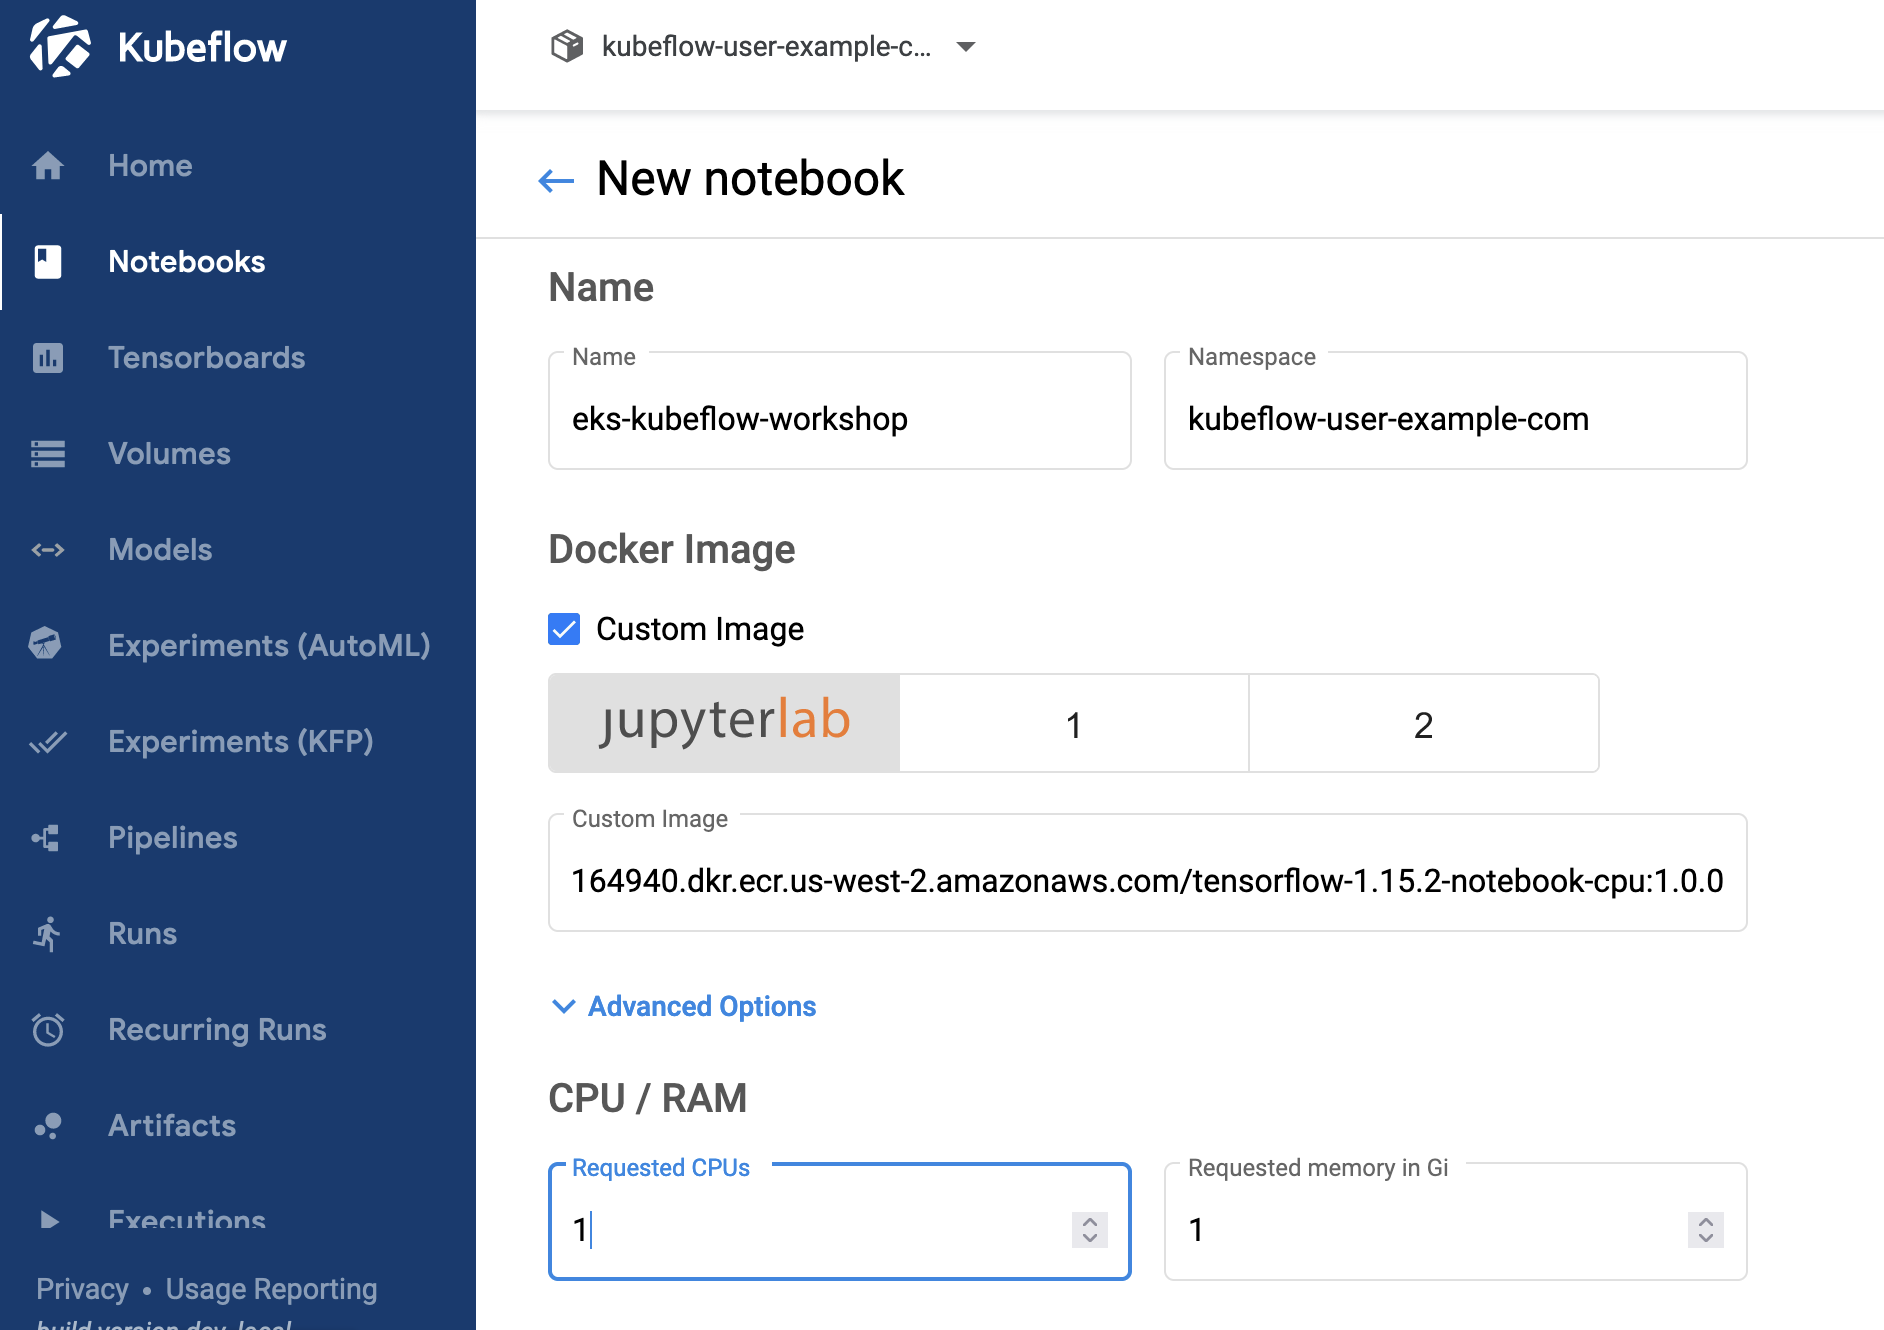 Kubeflow
kubeflow-user-example-c...
Home
Notebooks
Tensorboards
Volumes
Models
Experiments (AutoML)
Experiments (KFP)
Pipelines
Runs
Recurring Runs
Artifacts
Executions
Privacy • Usage Reporting
build version dev_local
New notebook
Name
Name
eks-kubeflow-workshop
Namespace
kubeflow-user-example-com
Docker Image
Custom Image
jupyterlab
1
2
Custom Image
164940.dkr.ecr.us-west-2.amazonaws.com/tensorflow-1.15.2-notebook-cpu:1.0.0
Advanced Options
CPU / RAM
Requested CPUs
1
Requested memory in Gi
1